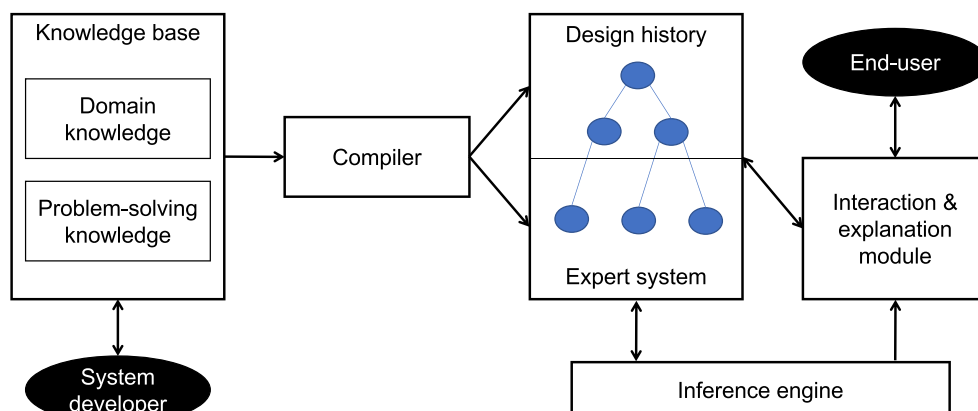 Knowledge base
Domain
knowledge
Problem-solving
knowledge
System
developer
Compiler
Design history
Expert system
End-user
Interaction &
explanation
module
Inference engine